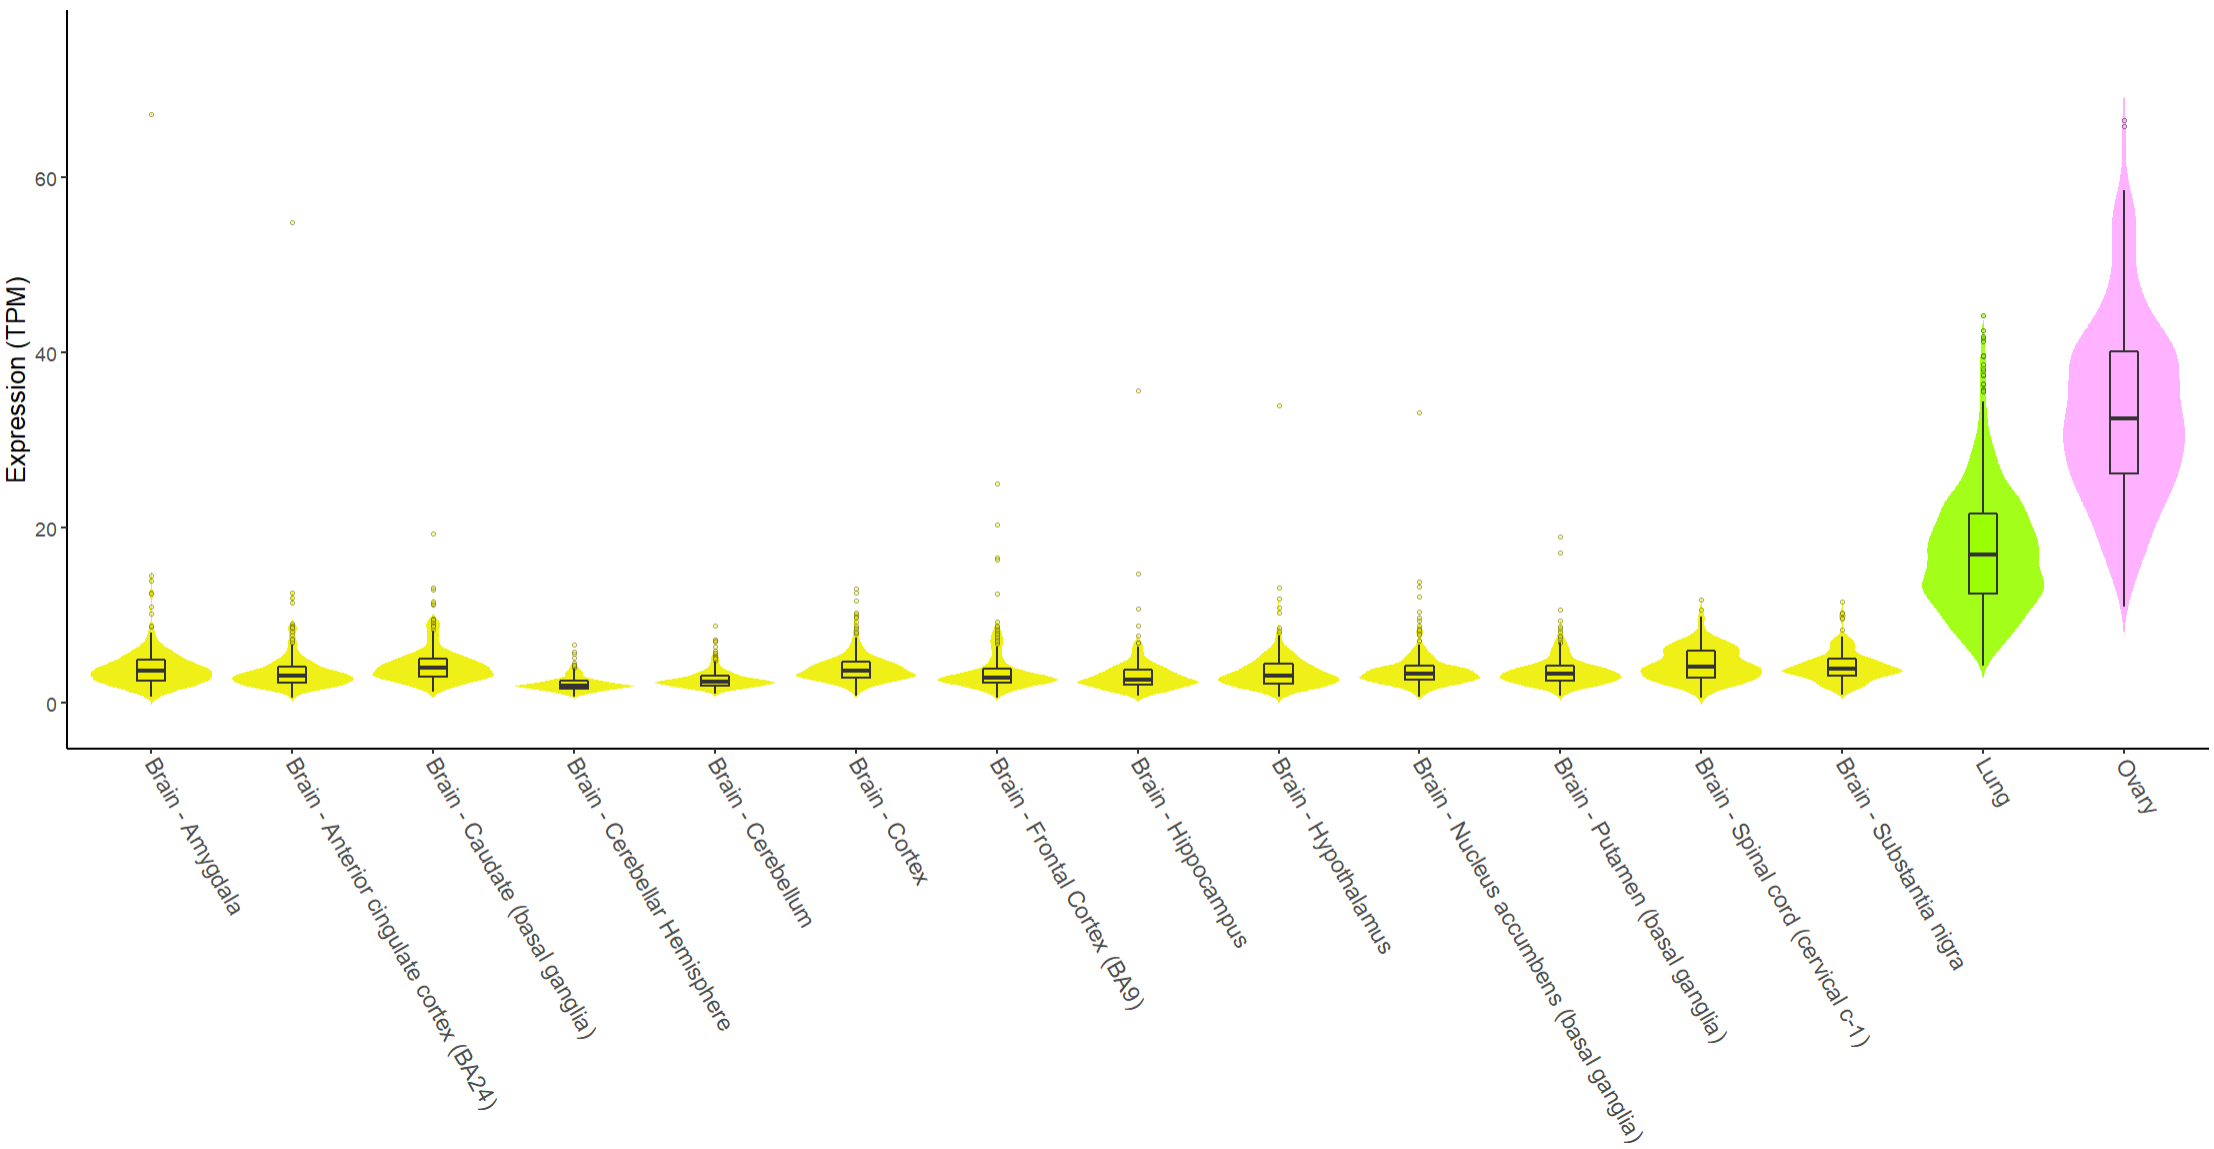 Expression (TPM)
60
40
20
0
Brain - Amygdala
Brain - Anterior cingulate cortex (BA24)
Brain - Caudate (basal ganglia)
Brain - Cerebellar Hemisphere
Brain - Cerebellum
Brain - Cortex
Brain - Frontal Cortex (BA9)
Brain - Hippocampus
Brain - Hypothalamus
Brain - Nucleus accumbens (basal ganglia)
Brain - Putamen (basal ganglia)
Brain - Spinal cord (cervical c-1)
Brain - Substantia nigra
Lung
Ovary